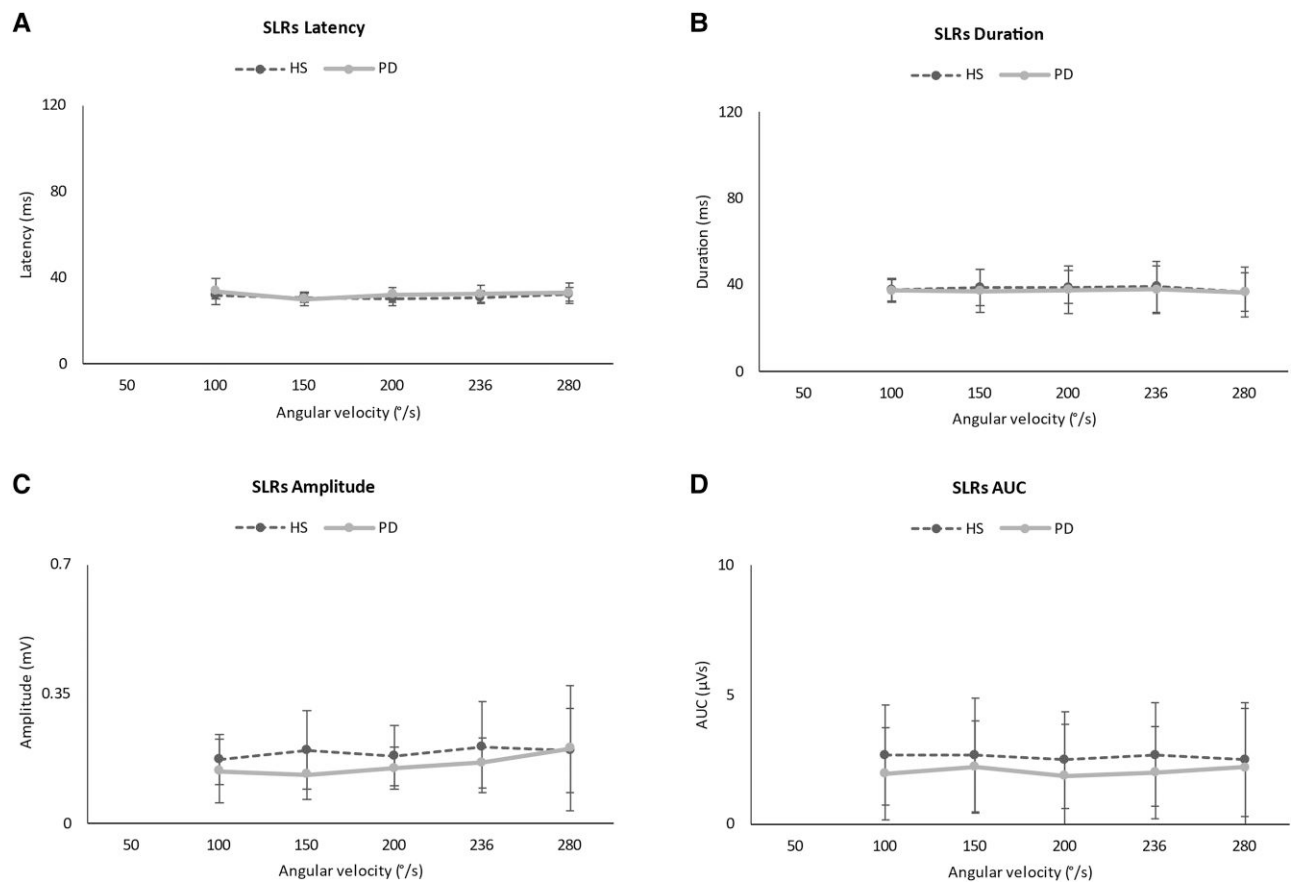 A
SLRs Latency
HS PD
120
80
40
0
Latency (ms)
50 100 150 200 236 280
Angular velocity (°/s)
B
SLRs Duration
HS PD
120
80
40
0
Duration (ms)
50 100 150 200 236 280
Angular velocity (°/s)
C
SLRs Amplitude
HS PD
0.7
0.35
0
Amplitude (mV)
50 100 150 200 236 280
Angular velocity (°/s)
D
SLRs AUC
HS PD
10
5
0
AUC (µVs)
50 100 150 200 236 280
Angular velocity (°/s)